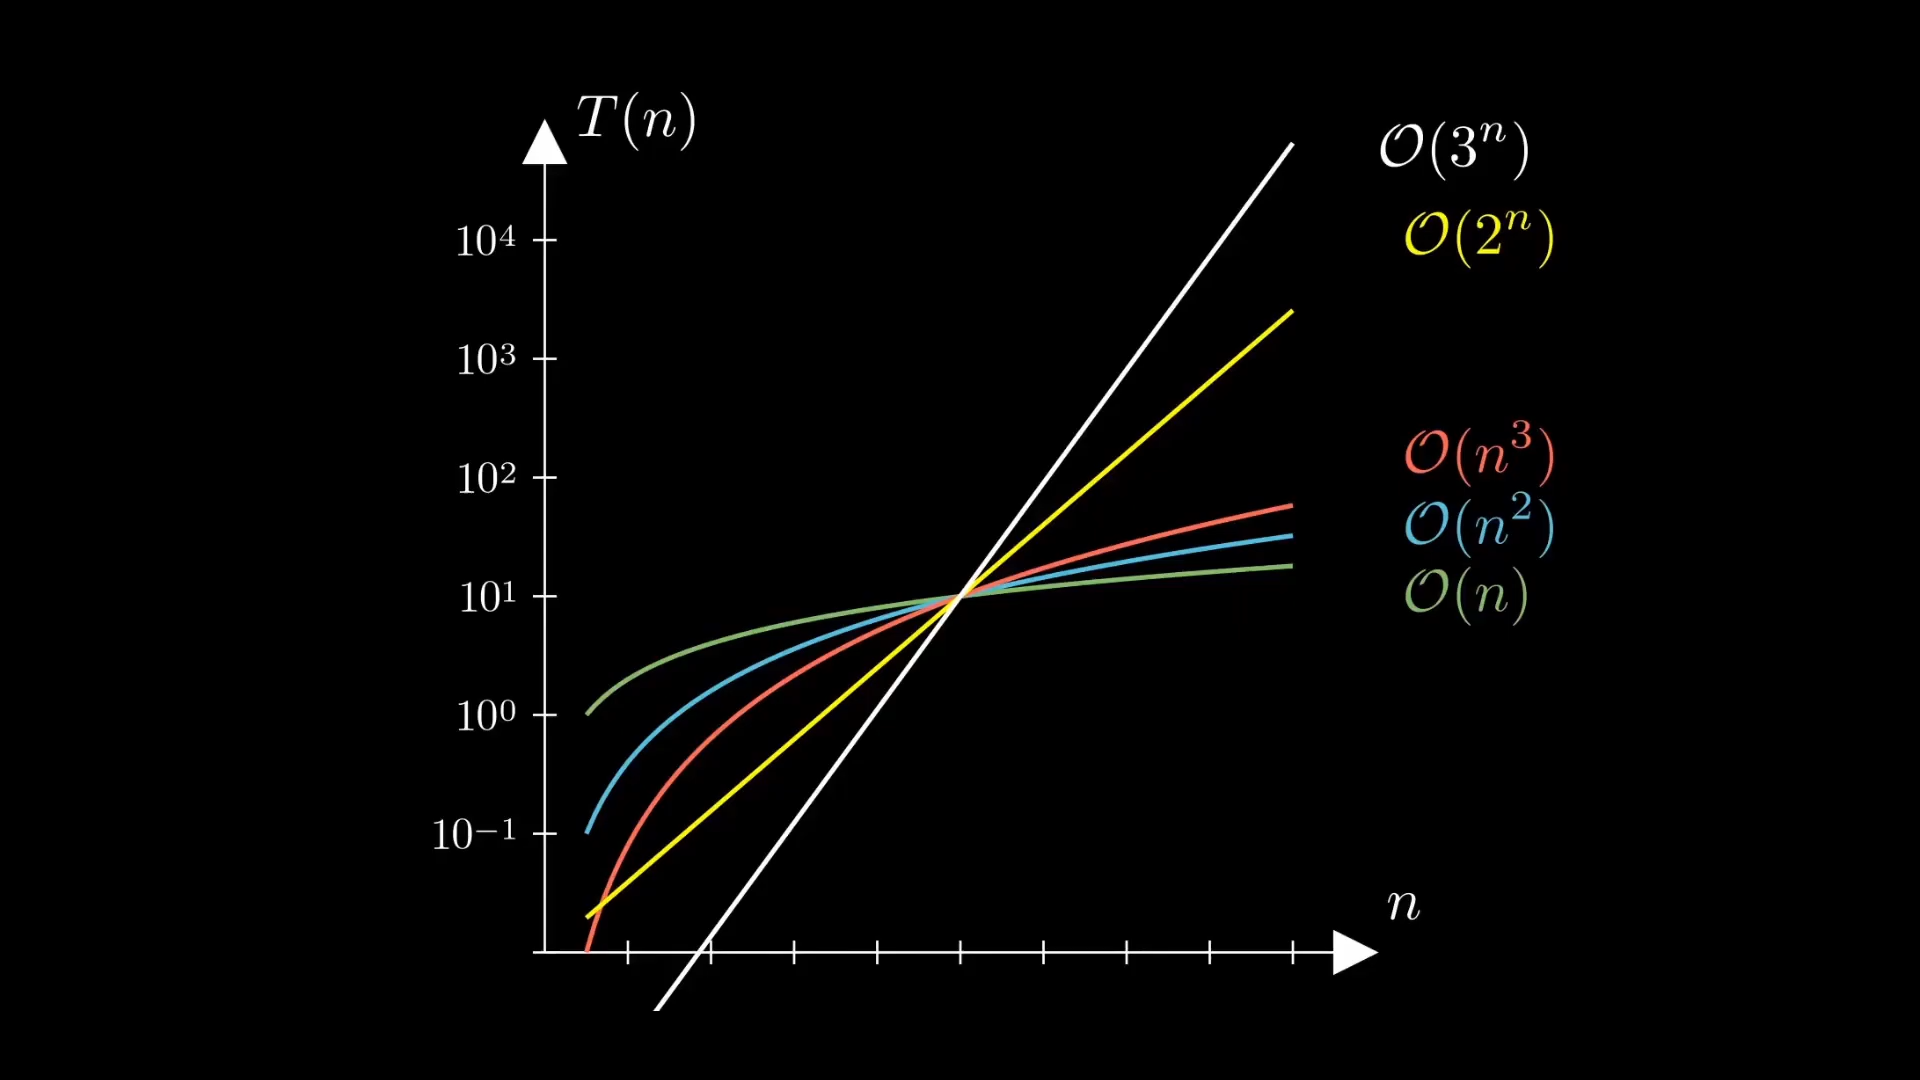 T(n)
𝒪(3ⁿ)
𝒪(2ⁿ)
10⁴
10³
10²
10¹
10⁰
10⁻¹
𝒪(n³)
𝒪(n²)
𝒪(n)
n